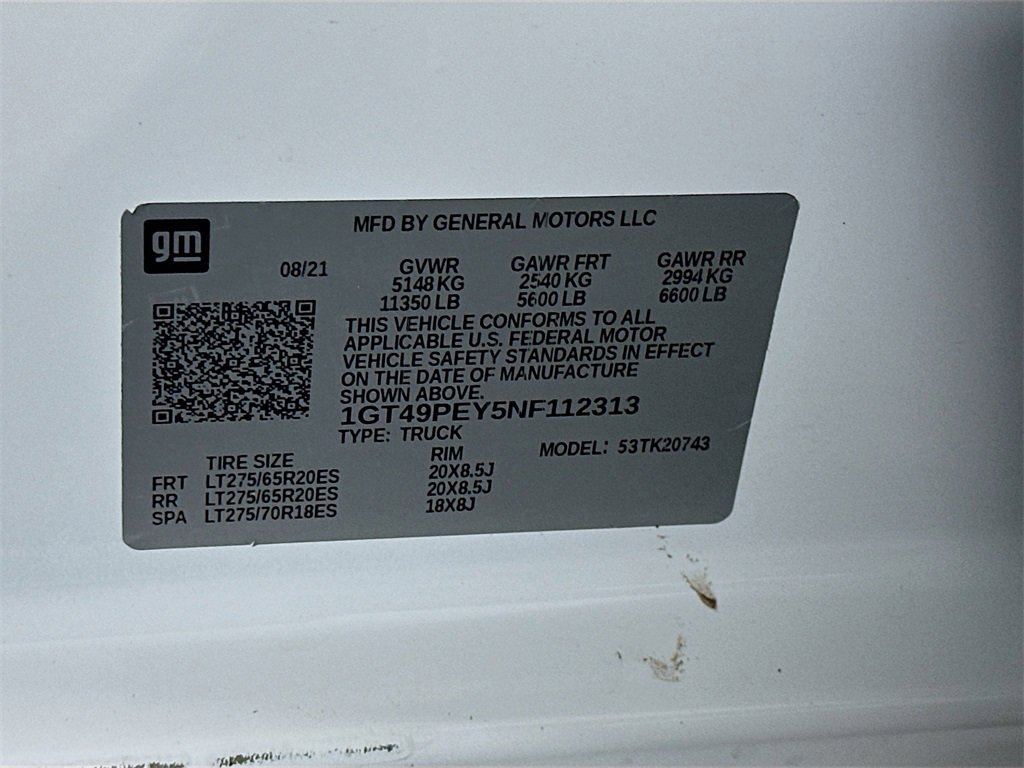 gm
MFD BY GENERAL MOTORS LLC
08/21 GVWR GAWR FRT GAWR RR
5148 KG 2540 KG 2994 KG
11350 LB 5600 LB 6600 LB
THIS VEHICLE CONFORMS TO ALL
APPLICABLE U.S. FEDERAL MOTOR
VEHICLE SAFETY STANDARDS IN EFFECT
ON THE DATE OF MANUFACTURE
SHOWN ABOVE.
1GT49PEY5NF112313
TYPE: TRUCK MODEL: 53TK20743
TIRE SIZE RIM
FRT LT275/65R20ES 20X8.5J
RR LT275/65R20ES 20X8.5J
SPA LT275/70R18ES 18X8J